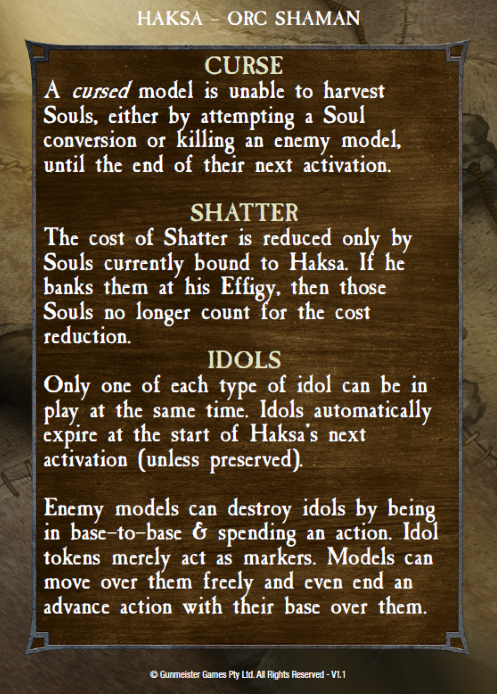 HAKSA - ORC SHAMAN
CURSE
A cursed model is unable to harvest
Souls, either by attempting a Soul
conversion or killing an enemy model,
until the end of their next activation.
SHATTER
The cost of Shatter is reduced only by
Souls currently bound to Haksa. If he
banks them at his Effigy, then those
Souls no longer count for the cost
reduction.
IDOLS
Only one of each type of idol can be in
play at the same time. Idols automatically
expire at the start of Haksa's next
activation (unless preserved).
Enemy models can destroy idols by being
in base-to-base & spending an action. Idol
tokens merely act as markers. Models can
move over them freely and even end an
advance action with their base over them.
© Gunmeister Games Pty Ltd. All Rights Reserved - V1.1